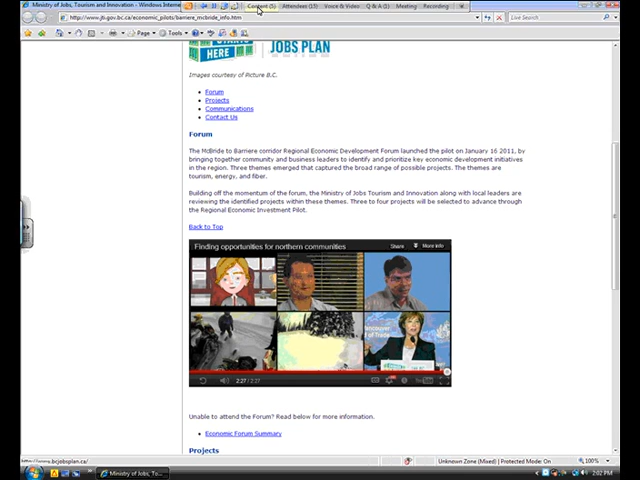 Ministry of Jobs, Tourism and Innovation - Windows Internet
Content (5) Attendees (15) Voice & Video Q & A (1) Meeting Recording
http://www.jti.gov.bc.ca/economic_pilots/barriere_mcbride_info.htm
Live Search
Page
Tools
HERE
JOBS PLAN
Images courtesy of Picture B.C.
Forum
Projects
Communications
Contact Us
Forum
The McBride to Barriere corridor Regional Economic Development Forum launched the pilot on January 16 2011, by
bringing together community and business leaders to identify and prioritize key economic development initiatives
in the region. Three themes emerged that captured the broad range of possible projects. The themes are
tourism, energy, and fiber.
Building off the momentum of the forum, the Ministry of Jobs Tourism and Innovation along with local leaders are
reviewing the identified projects within these themes. Three to four projects will be selected to advance through
the Regional Economic Investment Pilot.
Back to Top
Finding opportunities for northern communities
Share More info
Vancouver
of Trade
2:27 / 2:27
Unable to attend the Forum? Read below for more information.
Economic Forum Summary
Projects
http://www.bcjobsplan.ca/
Unknown Zone (Mixed) | Protected Mode: On
100%
Ministry of Jobs, To...
2:02 PM